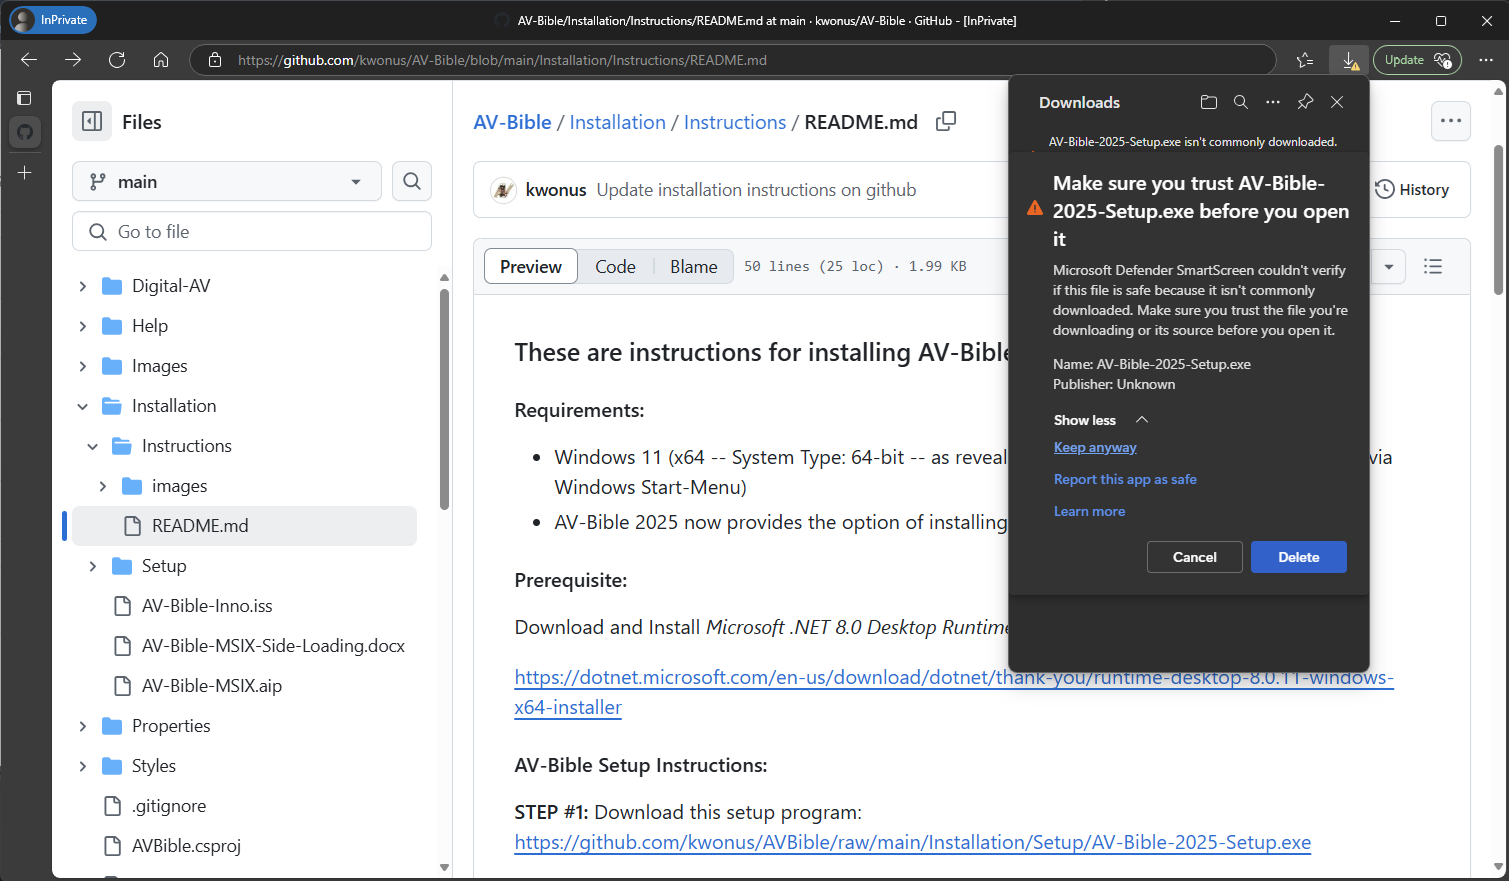 InPrivate
AV-Bible/Installation/Instructions/README.md at main · kwonus/AV-Bible · GitHub - [InPrivate]
https://github.com/kwonus/AV-Bible/blob/main/Installation/Instructions/README.md
Update
Files
main
Go to file
Digital-AV
Help
Images
Installation
Instructions
images
README.md
Setup
AV-Bible-Inno.iss
AV-Bible-MSIX-Side-Loading.docx
AV-Bible-MSIX.aip
Properties
Styles
.gitignore
AVBible.csproj
AV-Bible / Installation / Instructions / README.md
kwonus Update installation instructions on github
History
Preview Code Blame 50 lines (25 loc) · 1.99 KB
These are instructions for installing AV-Bible
Requirements:
• Windows 11 (x64 -- System Type: 64-bit -- as reveal via
Windows Start-Menu)
• AV-Bible 2025 now provides the option of installing
Prerequisite:
Download and Install Microsoft .NET 8.0 Desktop Runtime
https://dotnet.microsoft.com/en-us/download/dotnet/thank-you/runtime-desktop-8.0.11-windows-
x64-installer
AV-Bible Setup Instructions:
STEP #1: Download this setup program:
https://github.com/kwonus/AVBible/raw/main/Installation/Setup/AV-Bible-2025-Setup.exe
Downloads
AV-Bible-2025-Setup.exe isn't commonly downloaded.
Make sure you trust AV-Bible-
2025-Setup.exe before you open
it
Microsoft Defender SmartScreen couldn't verify
if this file is safe because it isn't commonly
downloaded. Make sure you trust the file you're
downloading or its source before you open it.
Name: AV-Bible-2025-Setup.exe
Publisher: Unknown
Show less
Keep anyway
Report this app as safe
Learn more
Cancel Delete